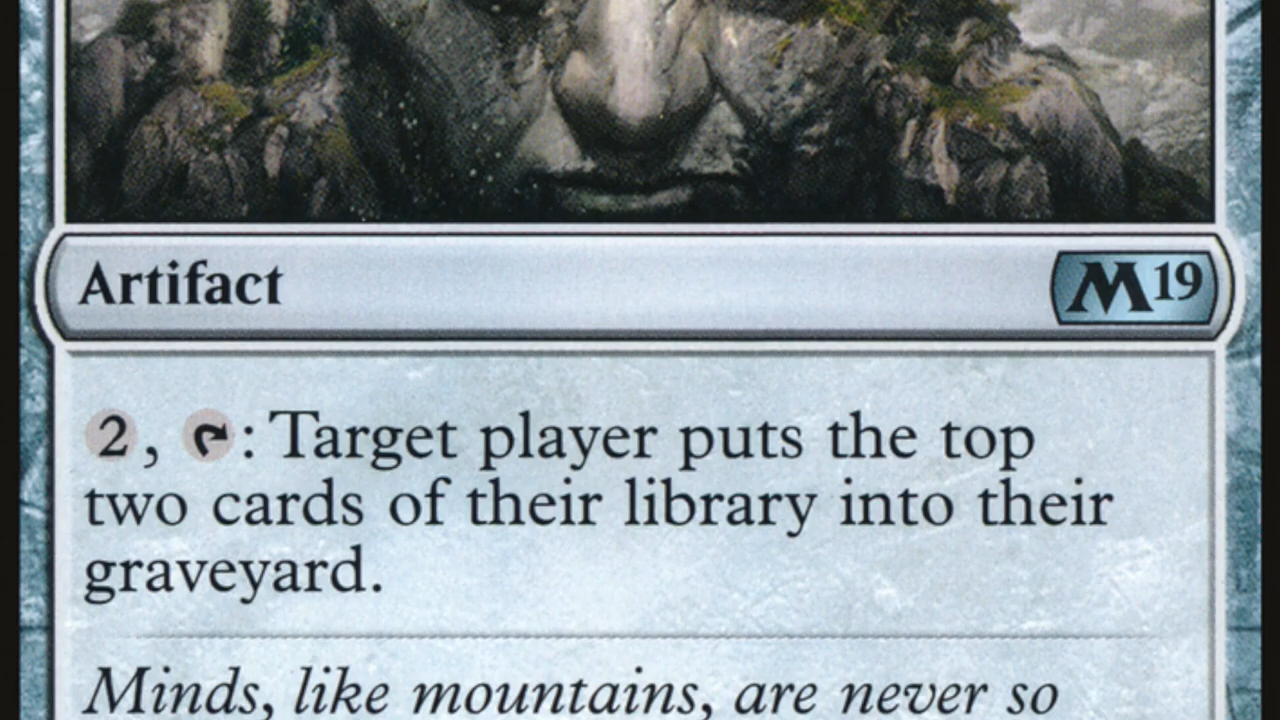 Artifact
M19
2, : Target player puts the top
two cards of their library into their
graveyard.
Minds, like mountains, are never so